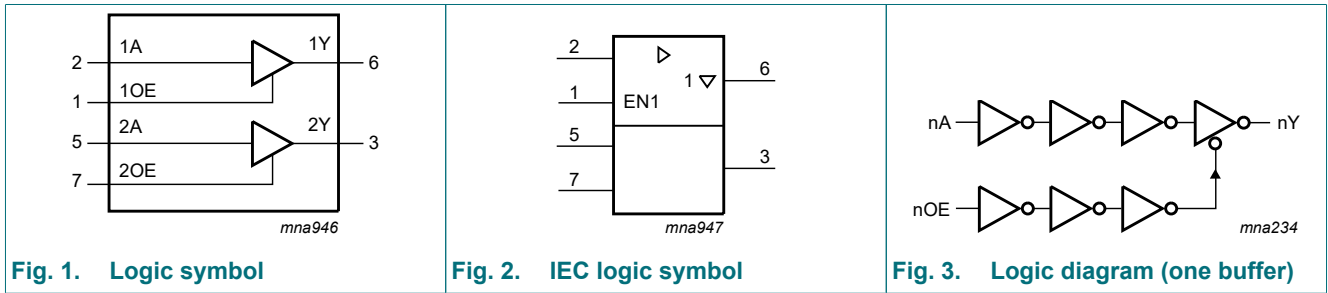 1A 1Y
2 6
1OE
1
2A 2Y
5 3
2OE
7
mna946
Fig. 1. Logic symbol
2
6
1
1
EN1
5
3
7
mna947
Fig. 2. IEC logic symbol
nA nY
nOE
mna234
Fig. 3. Logic diagram (one buffer)